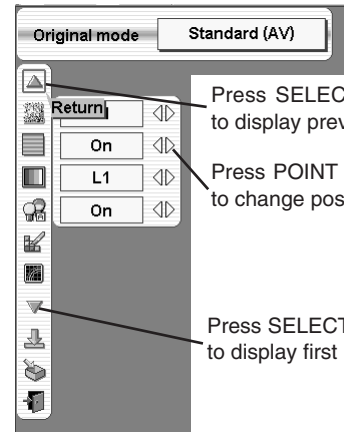 Original mode Standard (AV)
Press SELEC
to display prev
Return
Press POINT
On
to change pos
L1
On
Press SELECT
to display first